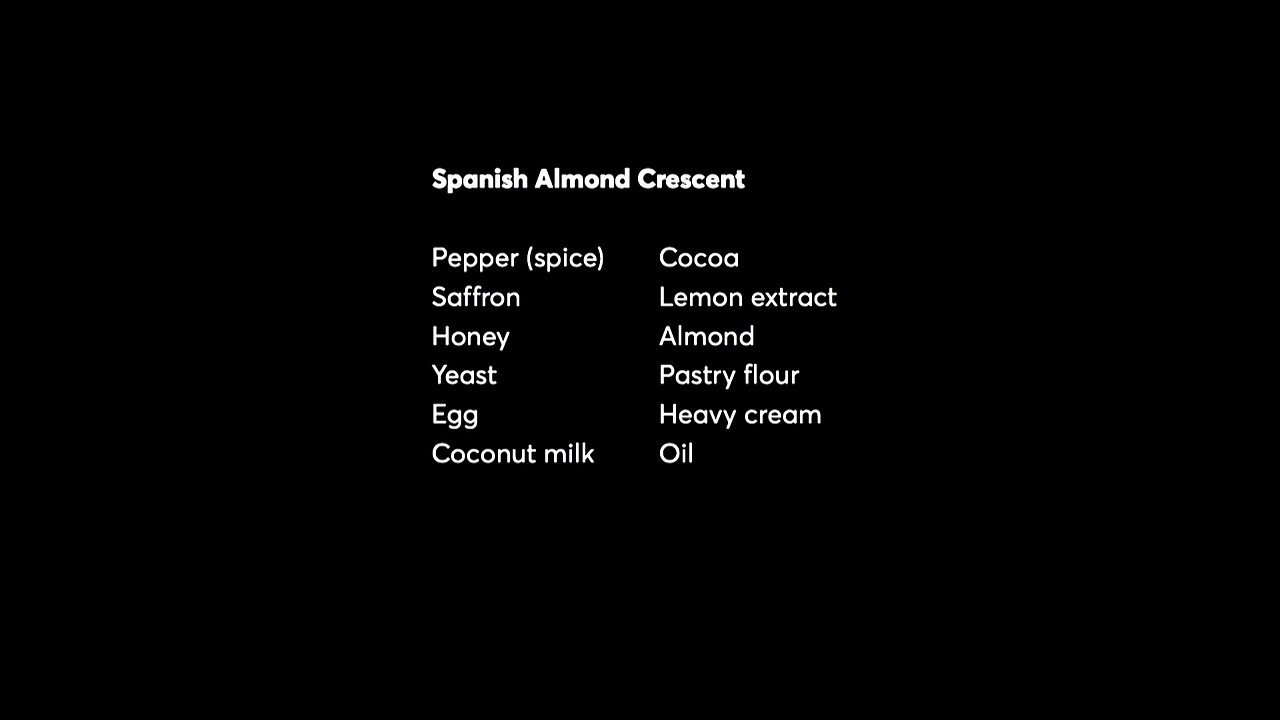 Spanish Almond Crescent
Pepper (spice)
Saffron
Honey
Yeast
Egg
Coconut milk
Cocoa
Lemon extract
Almond
Pastry flour
Heavy cream
Oil